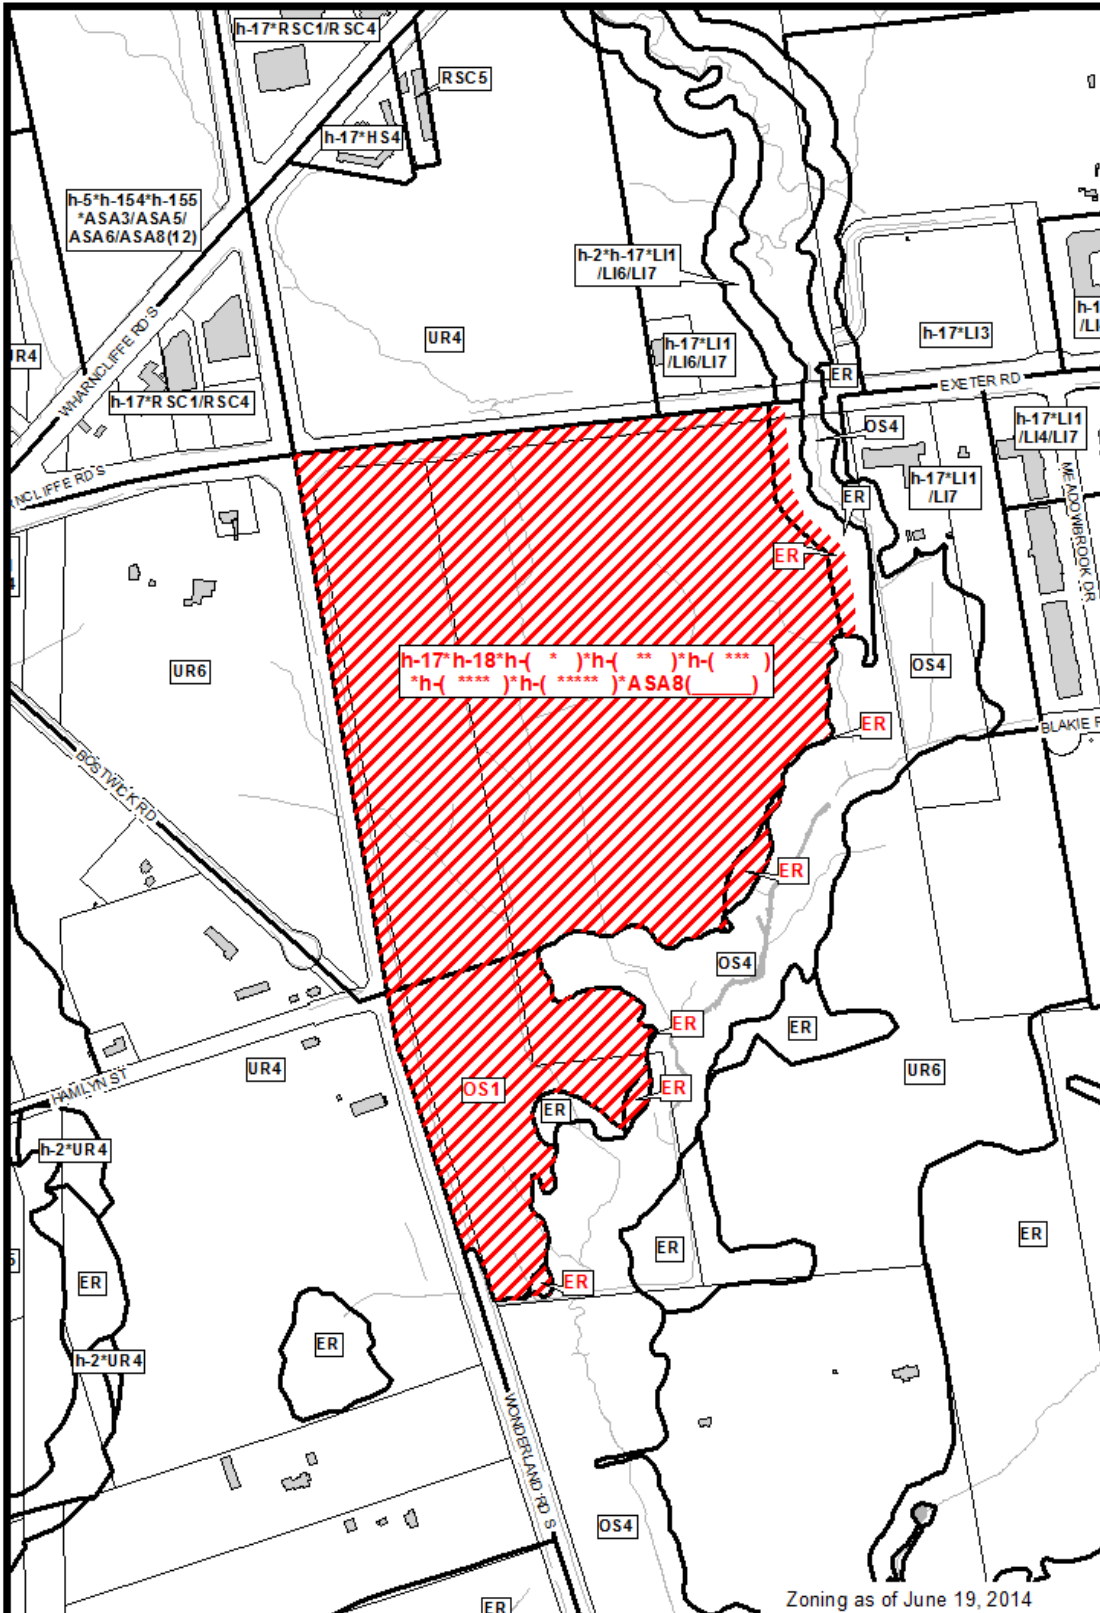 h-17*RSC1/RSC4
RSC5
h-17*HS4
h-5*h-154*h-155
*ASA3/ASA5/
ASA6/ASA8(12)
h-2*h-17*LI1
/LI6/LI7
WHARNCLIFFE RD S
UR4
UR4
h-17*LI1
/LI6/LI7
h-17*LI3
ER
EXETER RD
h-17*RSC1/RSC4
OS4
h-17*LI1
/LI4/LI7
h-17*LI1
/LI7
ER
MEADOWBROOK DR
ER
h-17*h-18*h-( * )*h-( ** )*h-( *** )
*h-( **** )*h-( ***** )*ASA8(______)
UR6
OS4
ER
BOSTWICK RD
ER
OS4
ER
ER
HAMLYN ST
UR4
OS1
ER
ER
UR6
h-2*UR4
ER
ER
ER
ER
ER
h-2*UR4
WONDERLAND RD S
OS4
ER
Zoning as of June 19, 2014